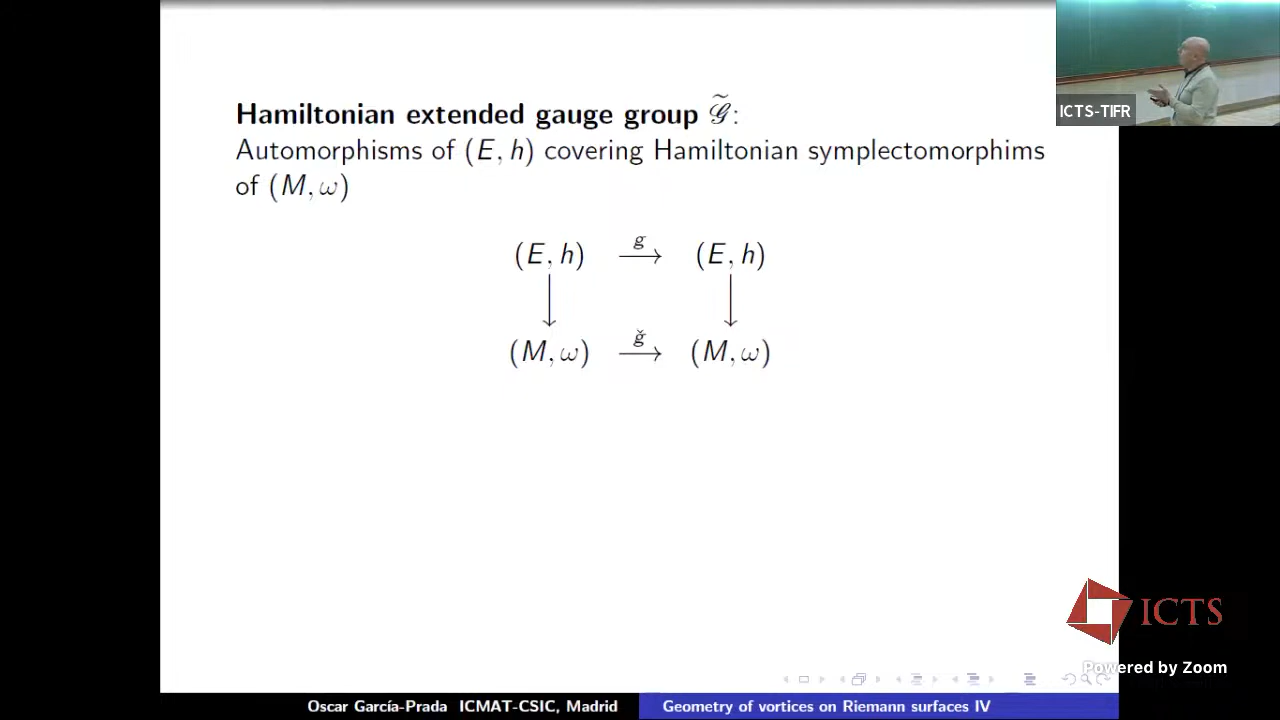 Hamiltonian extended gauge group 𝒢̃:
Automorphisms of (E, h) covering Hamiltonian symplectomorphims
of (M, ω)
(E, h) g⟶ (E, h)
(M, ω) ǧ⟶ (M, ω)
ICTS-TIFR
ICTS
Powered by Zoom
Oscar García-Prada ICMAT-CSIC, Madrid
Geometry of vortices on Riemann surfaces IV